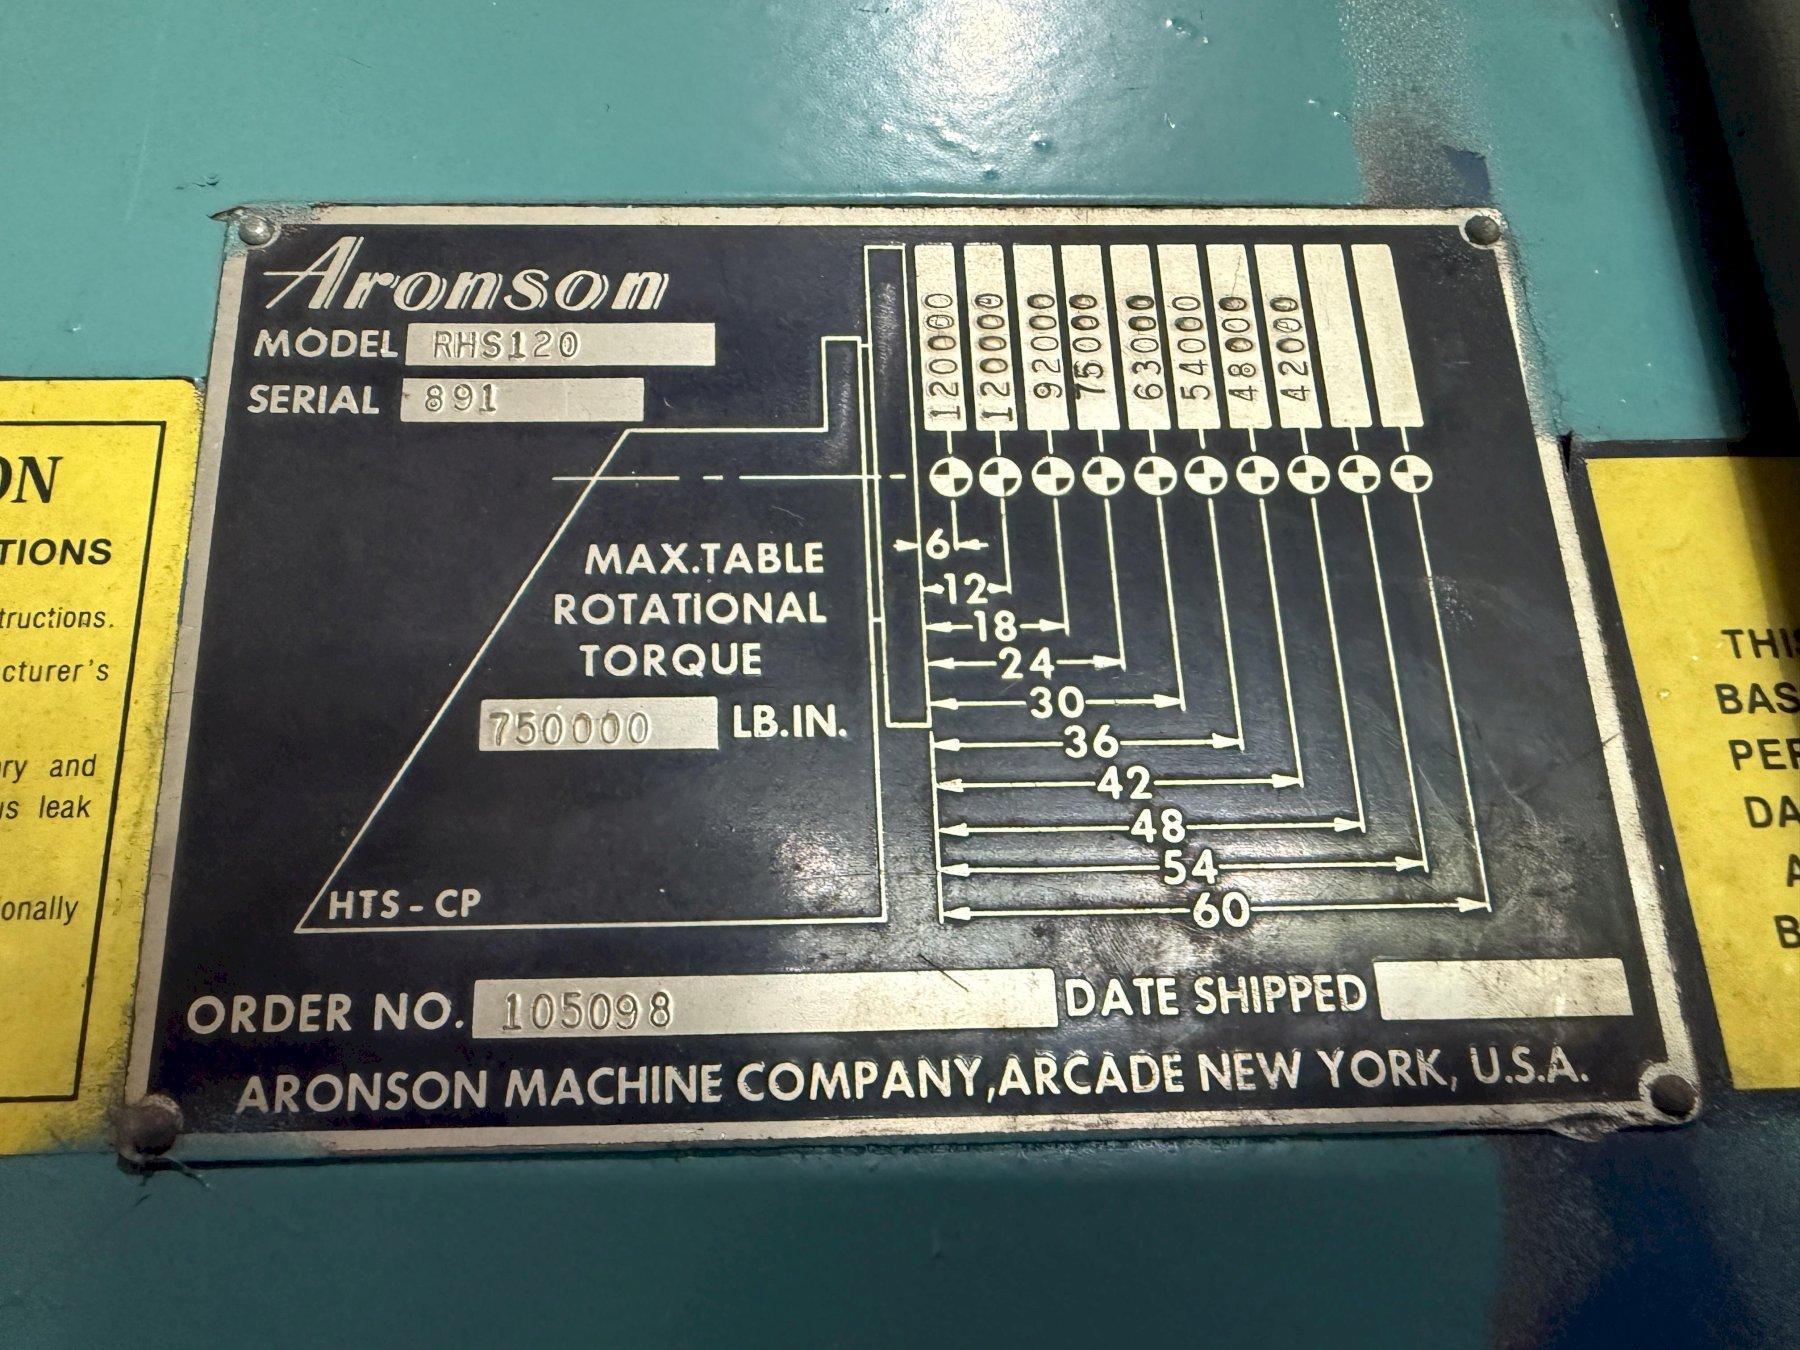 Aronson
MODEL RHS120
SERIAL 891
120000
120000
92000
75000
63000
54000
48000
42000
MAX.TABLE
ROTATIONAL
TORQUE
750000 LB.IN.
6
12
18
24
30
36
42
48
54
60
HTS-CP
ORDER NO. 105098 DATE SHIPPED
ARONSON MACHINE COMPANY, ARCADE NEW YORK, U.S.A.
ON
TIONS
tructions.
cturer's
ry and
us leak
onally
THIS
BAS
PER
DA
A
B